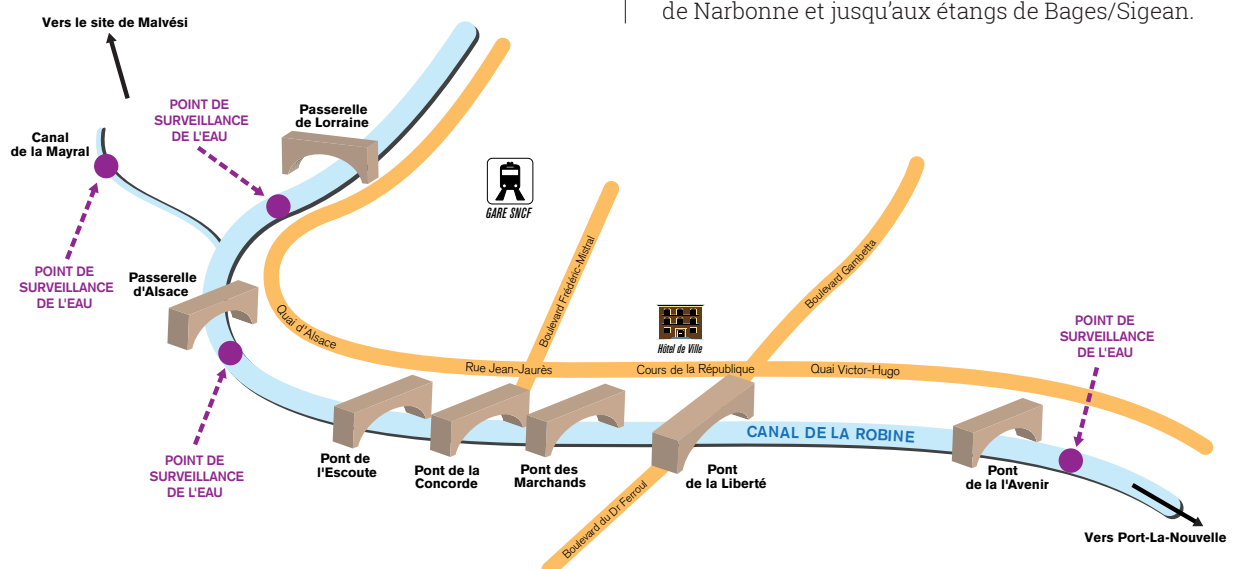 de Narbonne et jusqu'aux étangs de Bages/Sigean.
Vers le site de Malvési
POINT DE
SURVEILLANCE
DE L'EAU
Passerelle
de Lorraine
Canal
de la Mayral
GARE SNCF
POINT DE
SURVEILLANCE
DE L'EAU
Passerelle
d'Alsace
Quai d'Alsace
Boulevard Frédéric-Mistral
Boulevard Gambetta
Hôtel de Ville
Rue Jean-Jaurès
Cours de la République
Quai Victor-Hugo
POINT DE
SURVEILLANCE
DE L'EAU
CANAL DE LA ROBINE
POINT DE
SURVEILLANCE
DE L'EAU
Pont de
l'Escoute
Pont de la
Concorde
Pont des
Marchands
Pont
de la Liberté
Pont
de la l'Avenir
Boulevard du Dr Ferroul
Vers Port-La-Nouvelle